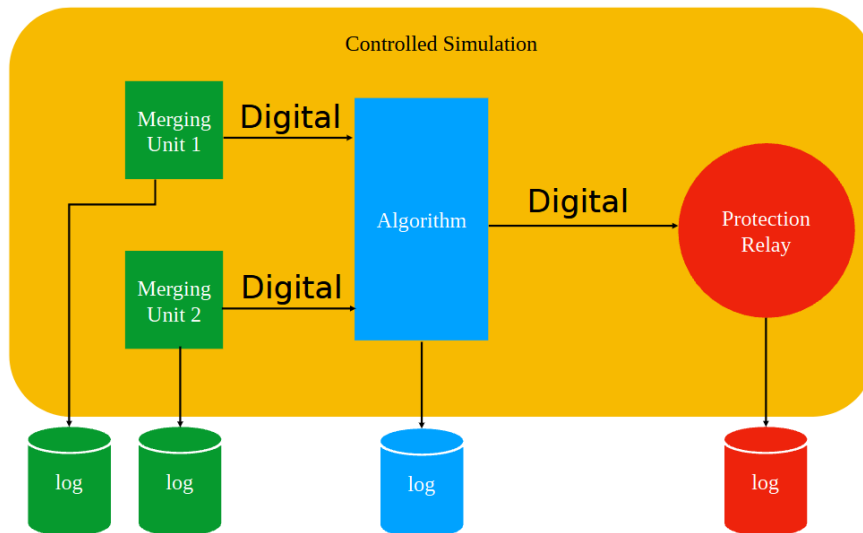 Controlled Simulation
Merging
Unit 1
Digital
Algorithm
Digital
Protection
Relay
Merging
Unit 2
Digital
log
log
log
log